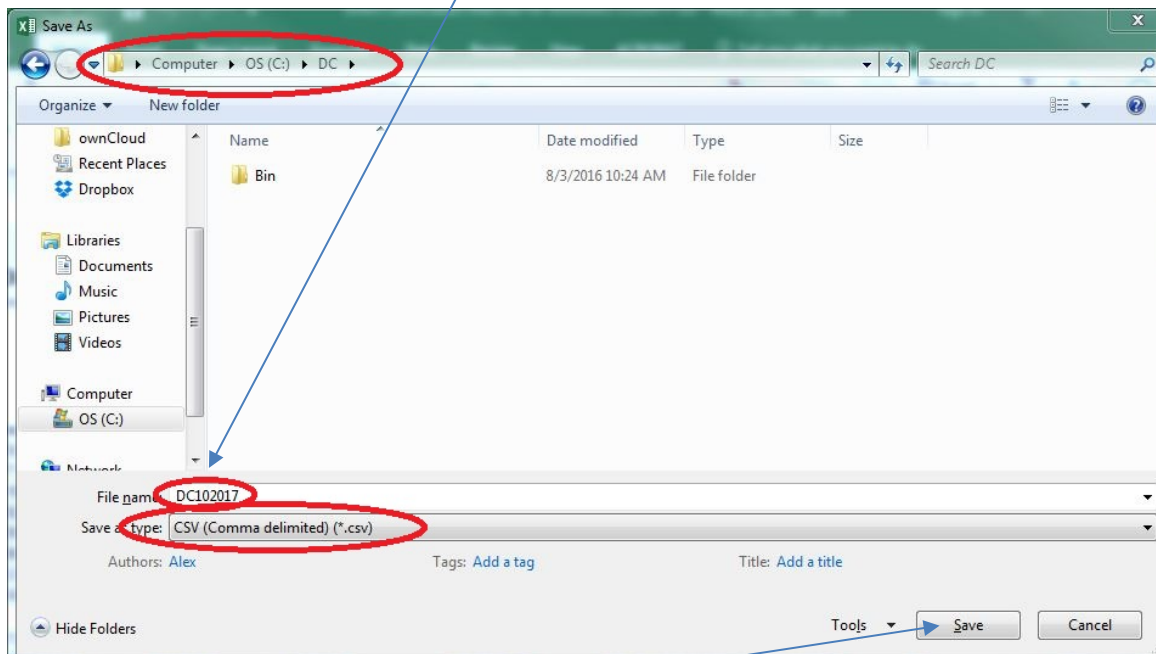 Save As
Computer ▸ OS (C:) ▸ DC ▸
Search DC
Organize
New folder
ownCloud
Recent Places
Dropbox
Libraries
Documents
Music
Pictures
Videos
Computer
OS (C:)
Network
Name
Date modified
Type
Size
Bin
8/3/2016 10:24 AM
File folder
File name: DC102017
Save as type: CSV (Comma delimited) (*.csv)
Authors: Alex
Tags: Add a tag
Title: Add a title
Hide Folders
Tools
Save
Cancel